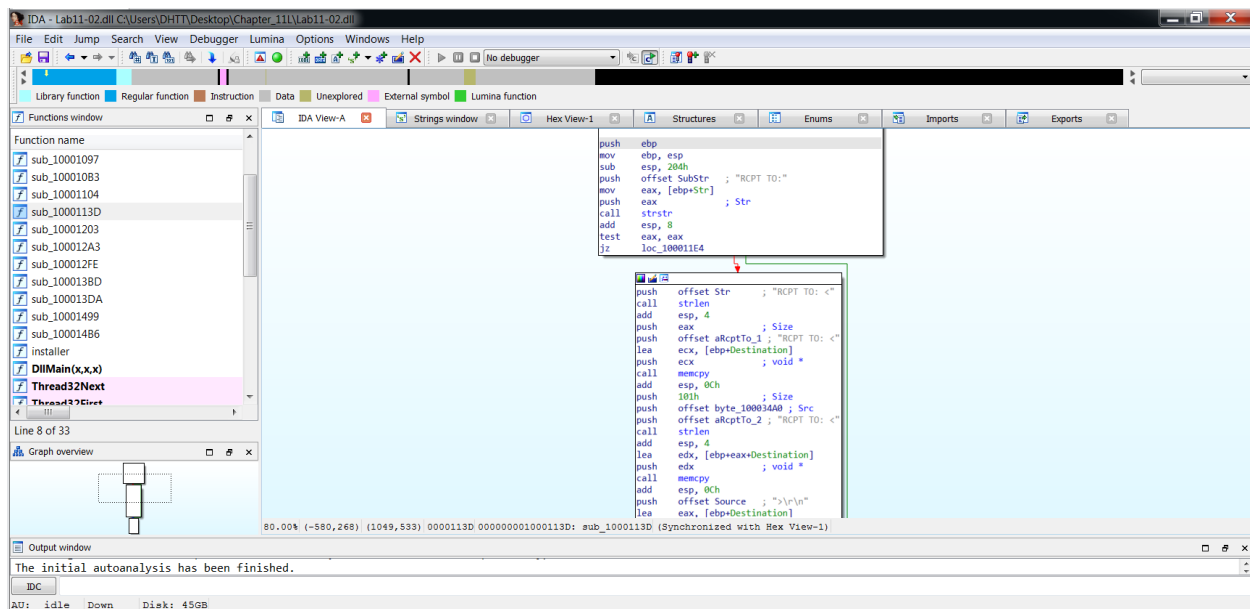 IDA - Lab11-02.dll C:\Users\DHTT\Desktop\Chapter_11L\Lab11-02.dll
File Edit Jump Search View Debugger Lumina Options Windows Help
No debugger
Library function Regular function Instruction Data Unexplored External symbol Lumina function
Functions window
IDA View-A Strings window Hex View-1 Structures Enums Imports Exports
Function name
sub_10001097
sub_100010B3
sub_10001104
sub_1000113D
sub_10001203
sub_100012A3
sub_100012FE
sub_100013BD
sub_100013DA
sub_10001499
sub_100014B6
installer
DllMain(x,x,x)
Thread32Next
Thread32First
Line 8 of 33
Graph overview
push ebp
mov ebp, esp
sub esp, 204h
push offset SubStr ; "RCPT TO:"
mov eax, [ebp+Str]
push eax ; Str
call strstr
add esp, 8
test eax, eax
jz loc_100011E4
push offset Str ; "RCPT TO: <"
call strlen
add esp, 4
push eax ; Size
push offset aRcptTo_1 ; "RCPT TO: <"
lea ecx, [ebp+Destination]
push ecx ; void *
call memcpy
add esp, 0Ch
push 101h ; Size
push offset byte_100034A0 ; Src
push offset aRcptTo_2 ; "RCPT TO: <"
call strlen
add esp, 4
lea edx, [ebp+eax+Destination]
push edx ; void *
call memcpy
add esp, 0Ch
push offset Source ; ">\r\n"
lea eax, [ebp+Destination]
80.00% (-580,268) (1049,533) 0000113D 000000001000113D: sub_1000113D (Synchronized with Hex View-1)
Output window
The initial autoanalysis has been finished.
IDC
AU: idle Down Disk: 45GB